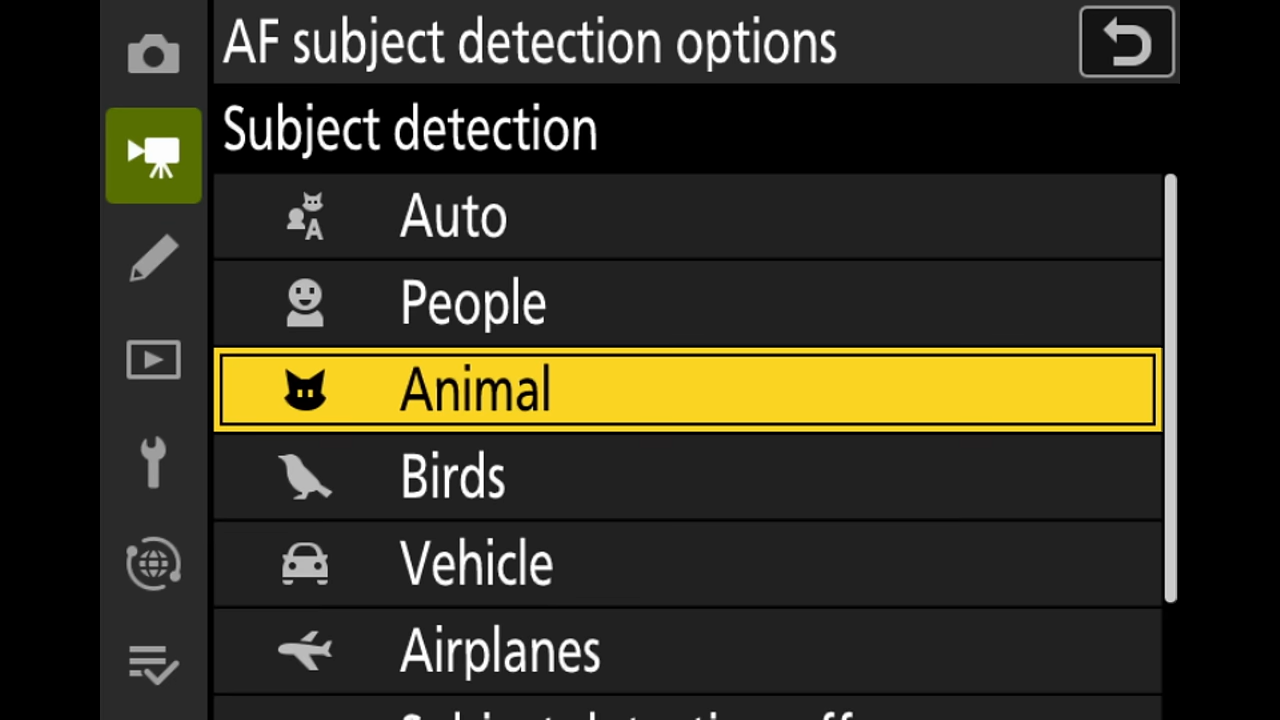 AF subject detection options
Subject detection
Auto
People
Animal
Birds
Vehicle
Airplanes